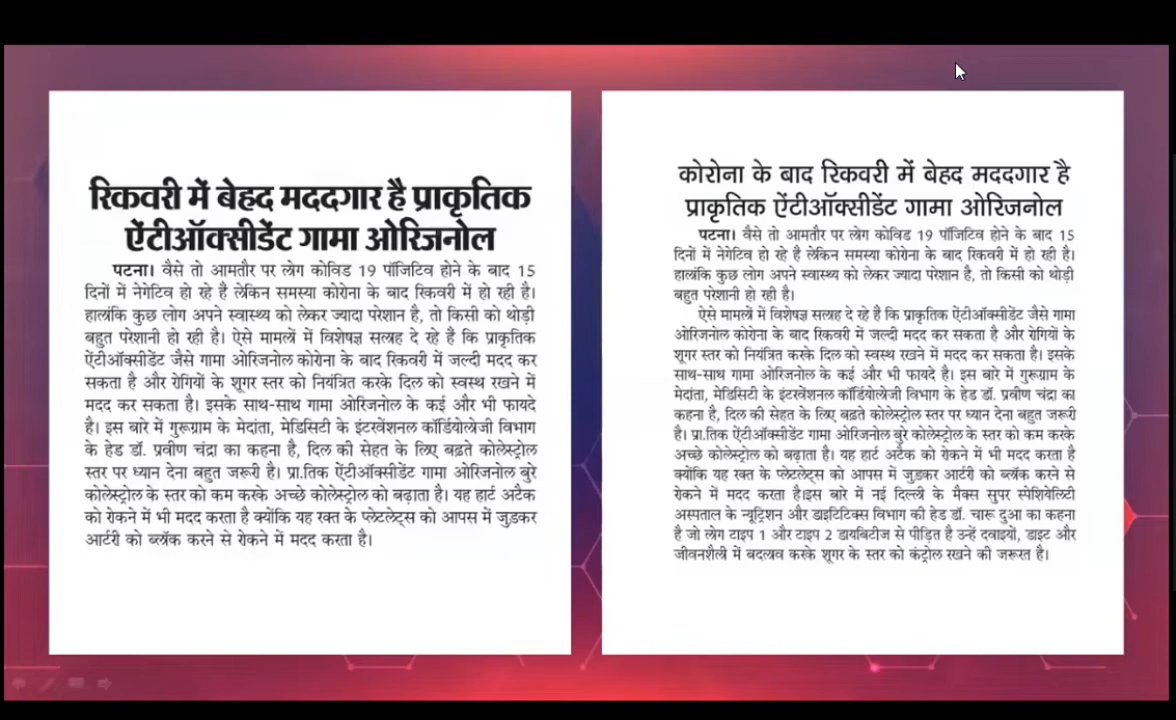 रिकवरी में बेहद मददगार है प्राकृतिक
ऐंटीऑक्सीडेंट गामा ओरिजनोल
पटना। वैसे तो आमतौर पर लोग कोविड 19 पॉजिटिव होने के बाद 15
दिनों में नेगेटिव हो रहे हैं लेकिन समस्या कोरोना के बाद रिकवरी में हो रही है।
हालांकि कुछ लोग अपने स्वास्थ्य को लेकर ज्यादा परेशान है, तो किसी को थोड़ी
बहुत परेशानी हो रही है। ऐसे मामलों में विशेषज्ञ सलाह दे रहे हैं कि प्राकृतिक
ऐंटीऑक्सीडेंट जैसे गामा ओरिजनोल कोरोना के बाद रिकवरी में जल्दी मदद कर
सकता है और रोगियों के शूगर स्तर को नियंत्रित करके दिल को स्वस्थ रखने में
मदद कर सकता है। इसके साथ-साथ गामा ओरिजनोल के कई और भी फायदे
है। इस बारे में गुरूग्राम के मेदांता, मेडिसिटी के इंटरवेंशनल कॉर्डियोलोजी विभाग
के हेड डॉ. प्रवीण चंद्रा का कहना है, दिल की सेहत के लिए बढ़ते कोलेस्ट्रोल
स्तर पर ध्यान देना बहुत जरूरी है। प्रा.तिक ऐंटीऑक्सीडेंट गामा ओरिजनोल बुरे
कोलेस्ट्रोल के स्तर को कम करके अच्छे कोलेस्ट्रोल को बढ़ाता है। यह हार्ट अटैक
को रोकने में भी मदद करता है क्योंकि यह रक्त के प्लेटलेट्स को आपस में जुड़कर
आर्टरी को ब्लॅक करने से रोकने में मदद करता है।
कोरोना के बाद रिकवरी में बेहद मददगार है
प्राकृतिक ऐंटीऑक्सीडेंट गामा ओरिजनोल
पटना। वैसे तो आमतौर पर लोग कोविड 19 पॉजिटिव होने के बाद 15
दिनों में नेगेटिव हो रहे है लेकिन समस्या कोरोना के बाद रिकवरी में हो रही है।
हालांकि कुछ लोग अपने स्वास्थ्य को लेकर ज्यादा परेशान है, तो किसी को थोड़ी
बहुत परेशानी हो रही है।
ऐसे मामलों में विशेषज्ञ सलाह दे रहे हैं कि प्राकृतिक ऐंटीऑक्सीडेंट जैसे गामा
ओरिजनोल कोरोना के बाद रिकवरी में जल्दी मदद कर सकता है और रोगियों के
शूगर स्तर को नियंत्रित करके दिल को स्वस्थ रखने में मदद कर सकता है। इसके
साथ-साथ गामा ओरिजनोल के कई और भी फायदे है। इस बारे में गुरूग्राम के
मेदांता, मेडिसिटी के इंटरवेंशनल कॉर्डियोलोजी विभाग के हेड डॉ. प्रवीण चंद्रा का
कहना है, दिल की सेहत के लिए बढ़ते कोलेस्ट्रोल स्तर पर ध्यान देना बहुत जरूरी
है। प्रा.तिक ऐंटीऑक्सीडेंट गामा ओरिजनोल बुरे कोलेस्ट्रोल के स्तर को कम करके
अच्छे कोलेस्ट्रोल को बढ़ाता है। यह हार्ट अटैक को रोकने में भी मदद करता है
क्योंकि यह रक्त के प्लेटलेट्स को आपस में जुड़कर आर्टरी को ब्लॅक करने से
रोकने में मदद करता है।इस बारे में नई दिल्ली के मैक्स सुपर स्पेशियेलिटी
अस्पताल के न्यूट्रिशन और डाइटिटिक्स विभाग की हेड डॉ. चारू दुआ का कहना
है जो लोग टाइप 1 और टाइप 2 डायबिटीज से पीड़ित है उन्हें दवाइयों, डाइट और
जीवनशैली में बदलाव करके शूगर के स्तर को कंट्रोल रखने की जरूरत है।